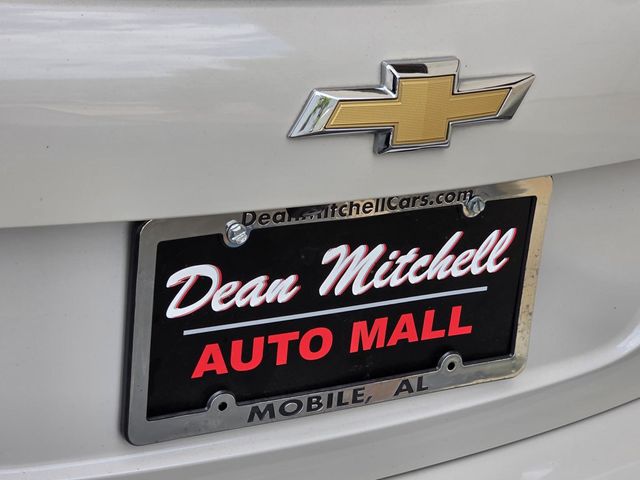 DeanMitchellCars.com
Dean Mitchell
AUTO MALL
MOBILE, AL